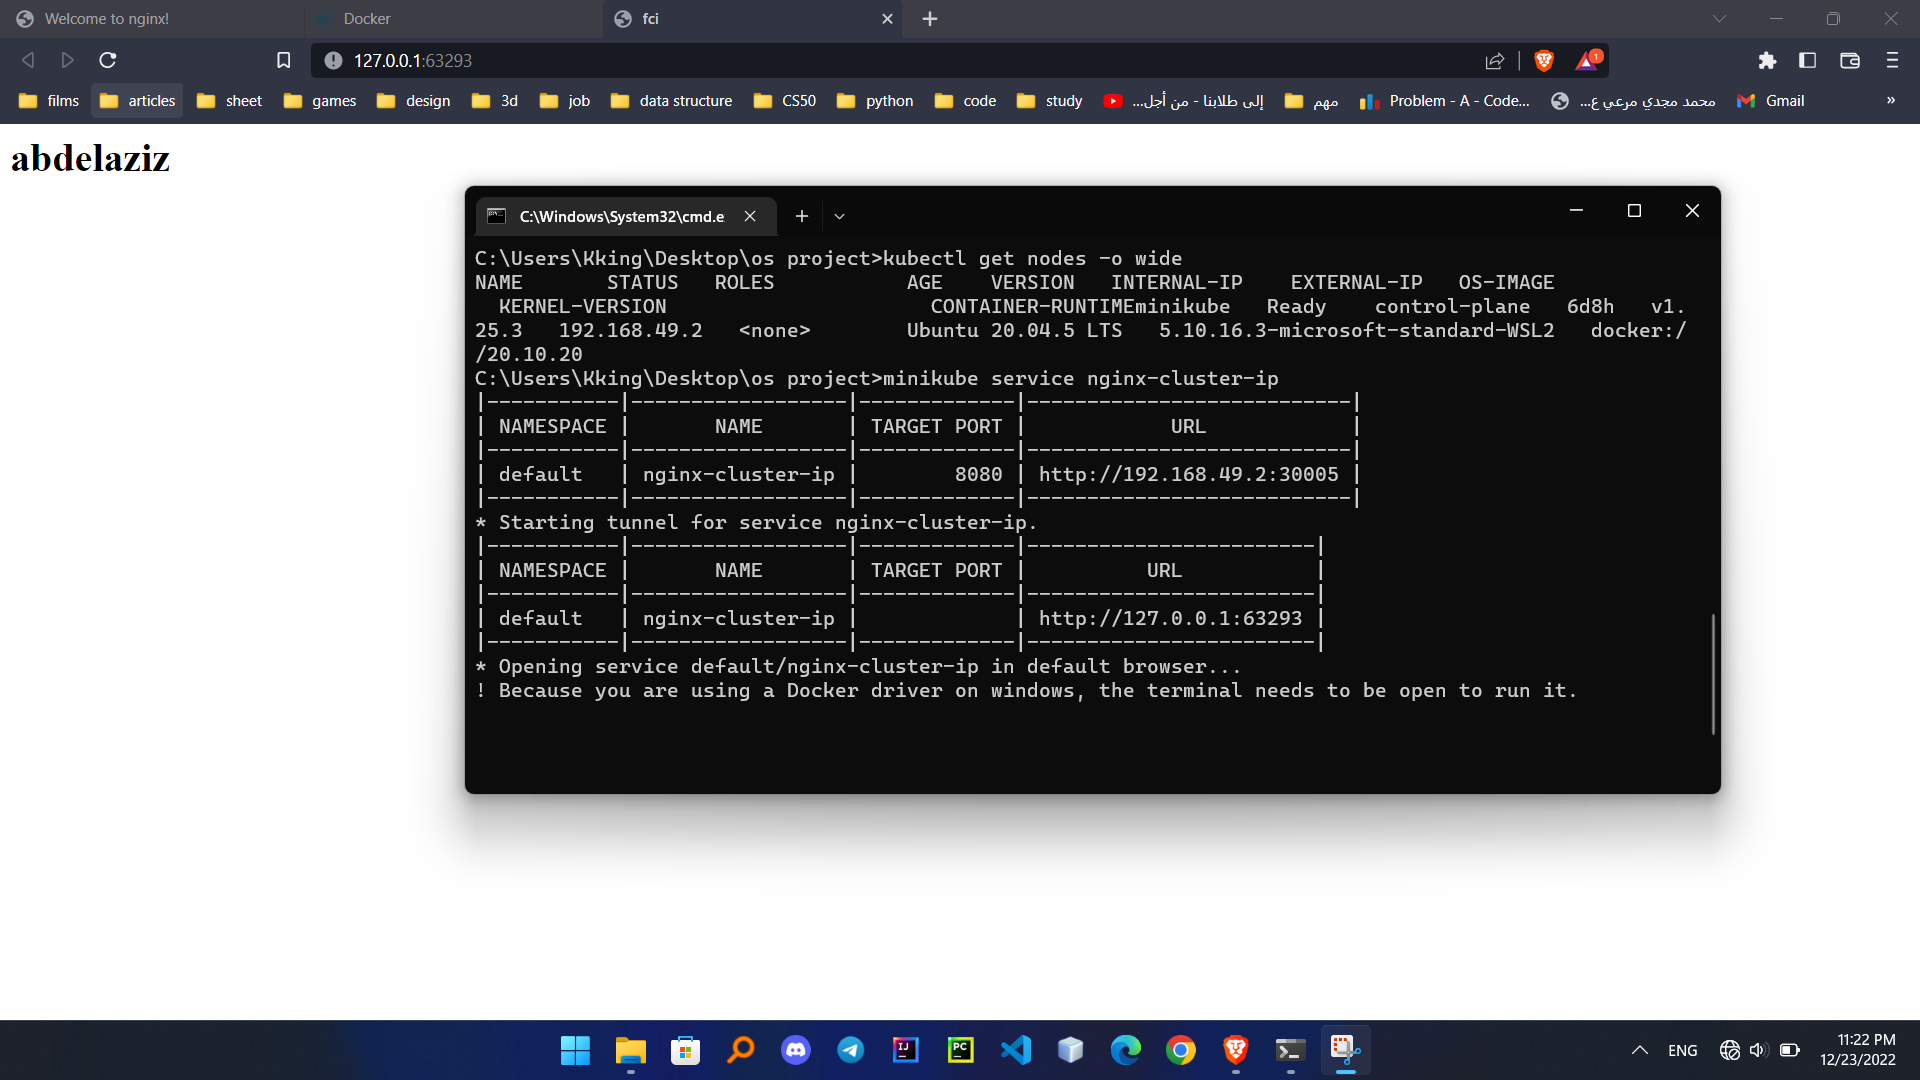 Welcome to nginx!
Docker
fci
127.0.0.1:63293
1
films
articles
sheet
games
design
3d
job
data structure
CS50
python
code
study
إلى طلابنا - من أجل...
مهم
Problem - A - Code...
محمد مجدي مرعي ع...
Gmail
»
abdelaziz
C:\Windows\System32\cmd.e
C:\Users\Kking\Desktop\os project>kubectl get nodes -o wide
NAME       STATUS   ROLES           AGE    VERSION   INTERNAL-IP    EXTERNAL-IP   OS-IMAGE
  KERNEL-VERSION                      CONTAINER-RUNTIMEminikube   Ready    control-plane   6d8h   v1.
25.3   192.168.49.2   <none>        Ubuntu 20.04.5 LTS   5.10.16.3-microsoft-standard-WSL2   docker:/
/20.10.20
C:\Users\Kking\Desktop\os project>minikube service nginx-cluster-ip
|-----------|------------------|-------------|---------------------------|
| NAMESPACE |       NAME       | TARGET PORT |            URL            |
|-----------|------------------|-------------|---------------------------|
| default   | nginx-cluster-ip |        8080 | http://192.168.49.2:30005 |
|-----------|------------------|-------------|---------------------------|
* Starting tunnel for service nginx-cluster-ip.
|-----------|------------------|-------------|------------------------|
| NAMESPACE |       NAME       | TARGET PORT |          URL           |
|-----------|------------------|-------------|------------------------|
| default   | nginx-cluster-ip |             | http://127.0.0.1:63293 |
|-----------|------------------|-------------|------------------------|
* Opening service default/nginx-cluster-ip in default browser...
! Because you are using a Docker driver on windows, the terminal needs to be open to run it.
IJ
PC
ENG
11:22 PM
12/23/2022